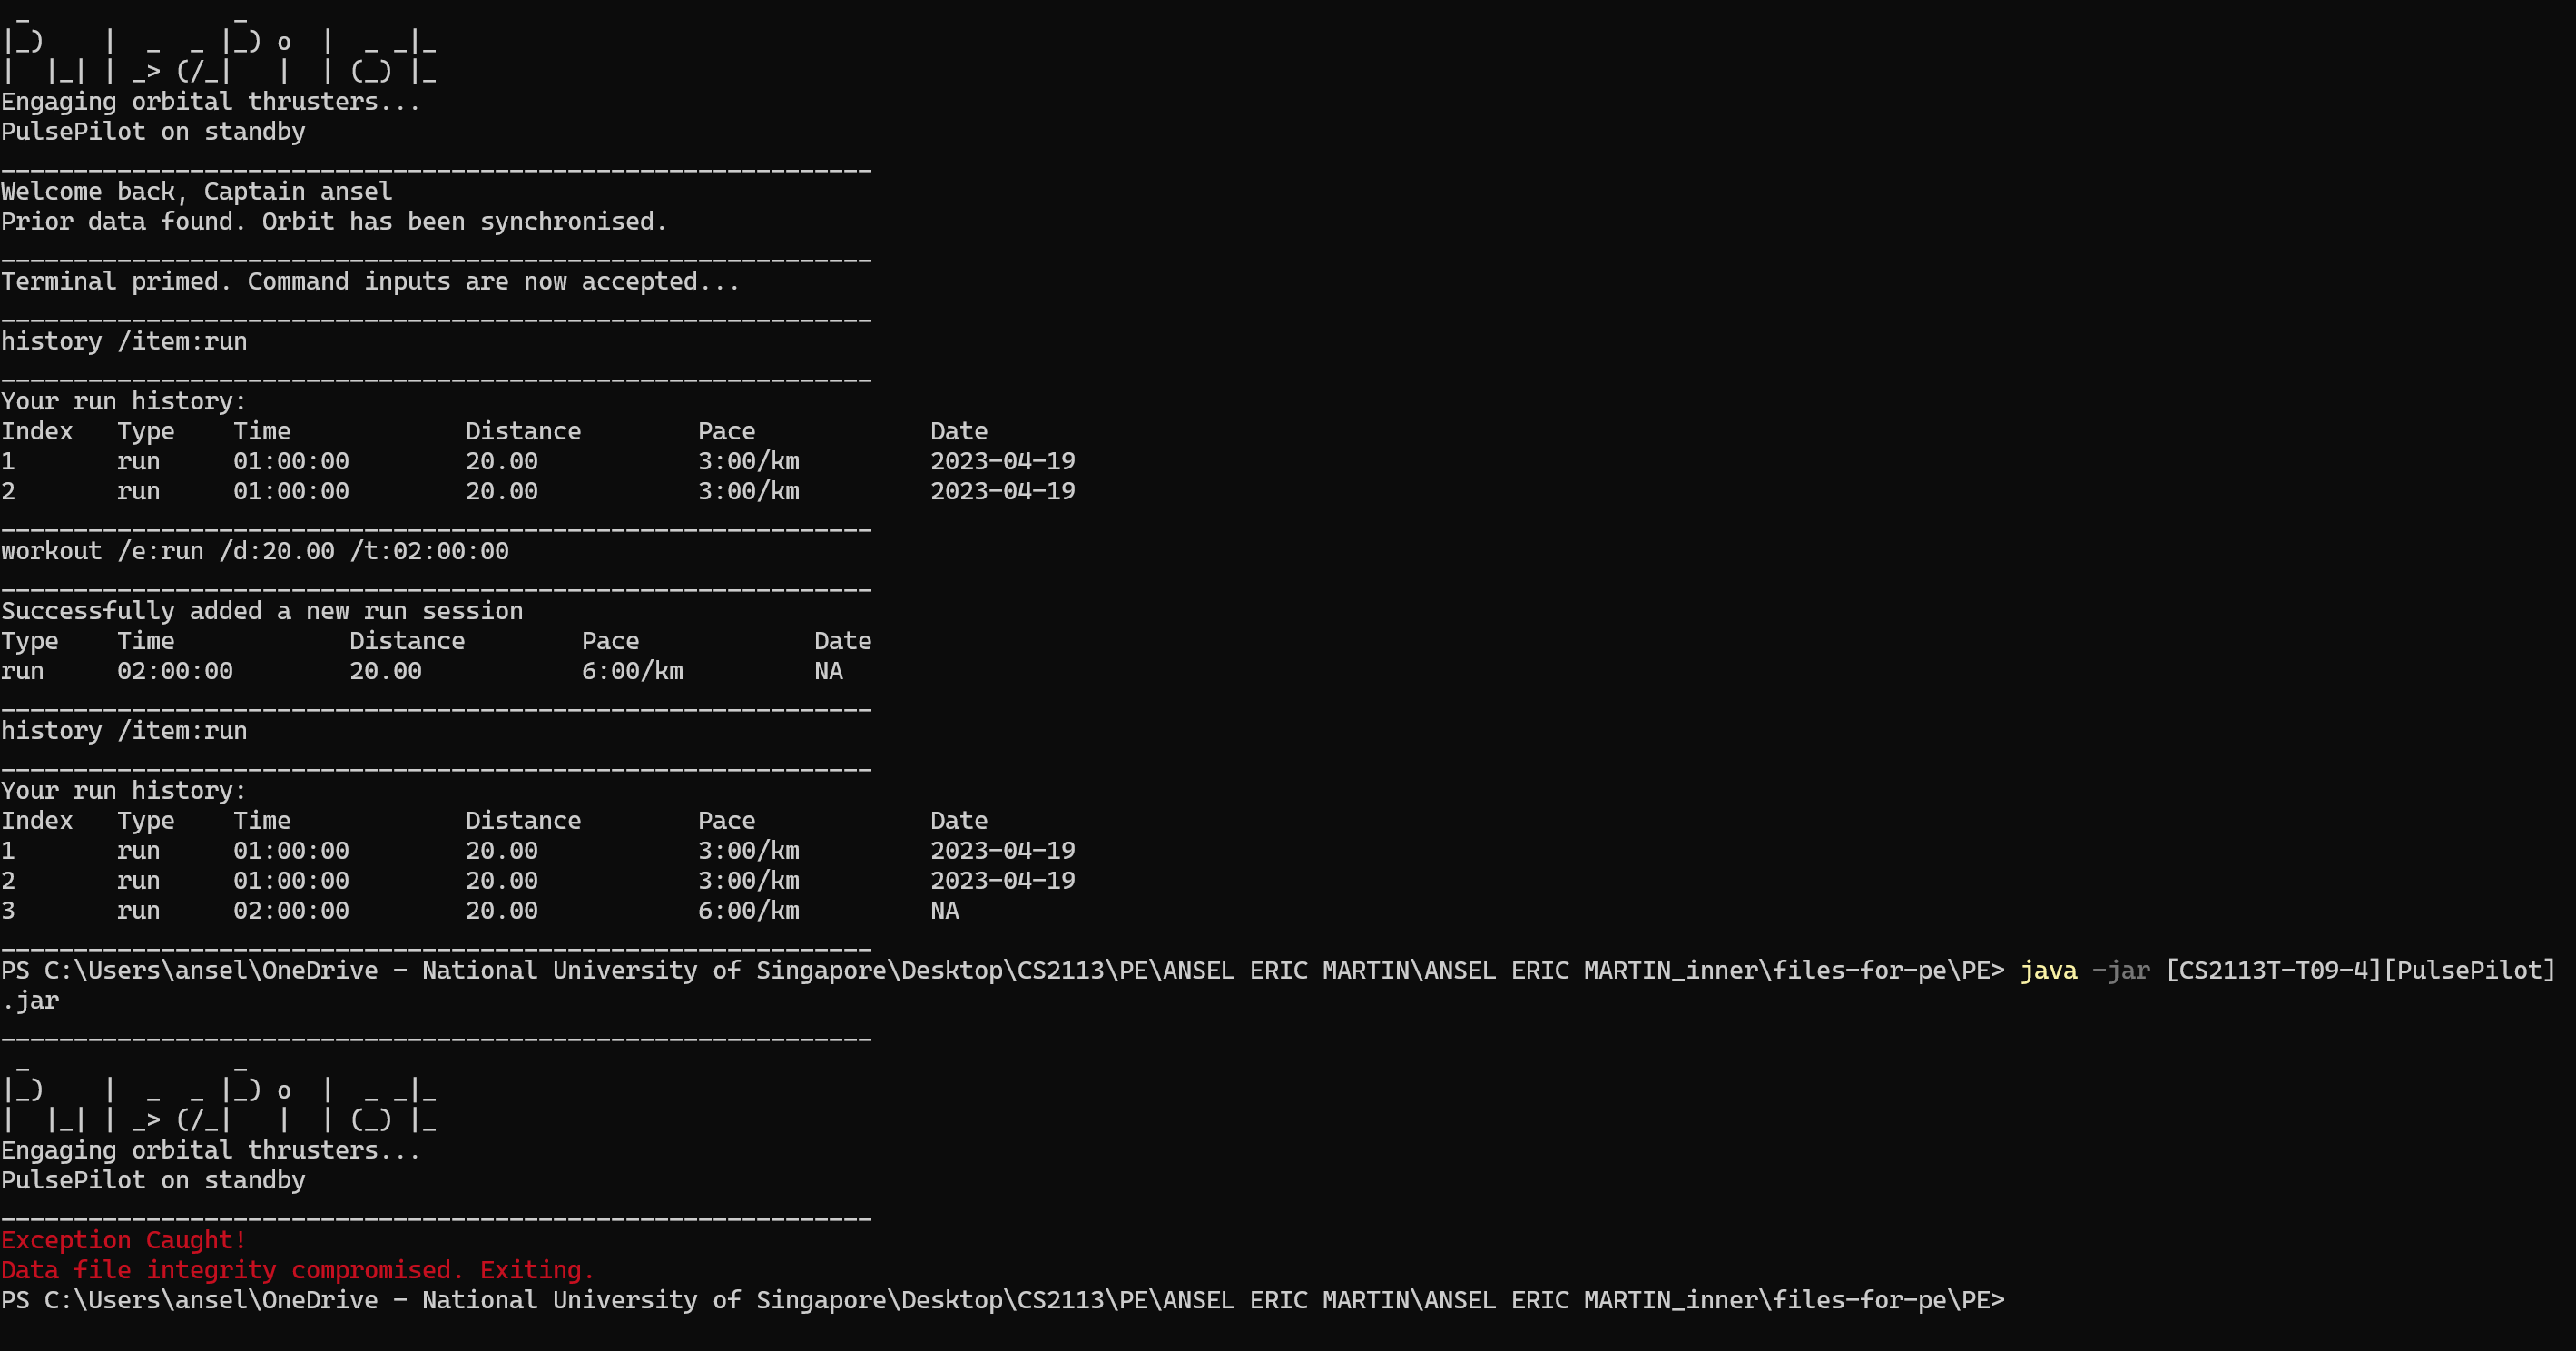 _              _
|_)    |  _  _ |_) o  |  _ _|_
|  |_| | _> (/_|   |  | (_) |_
Engaging orbital thrusters...
PulsePilot on standby
____________________________________________________________
Welcome back, Captain ansel
Prior data found. Orbit has been synchronised.
____________________________________________________________
Terminal primed. Command inputs are now accepted...
____________________________________________________________
history /item:run
____________________________________________________________
Your run history:
Index   Type    Time            Distance        Pace            Date
1       run     01:00:00        20.00           3:00/km         2023-04-19
2       run     01:00:00        20.00           3:00/km         2023-04-19
____________________________________________________________
workout /e:run /d:20.00 /t:02:00:00
____________________________________________________________
Successfully added a new run session
Type    Time            Distance        Pace            Date
run     02:00:00        20.00           6:00/km         NA
____________________________________________________________
history /item:run
____________________________________________________________
Your run history:
Index   Type    Time            Distance        Pace            Date
1       run     01:00:00        20.00           3:00/km         2023-04-19
2       run     01:00:00        20.00           3:00/km         2023-04-19
3       run     02:00:00        20.00           6:00/km         NA
____________________________________________________________
PS C:\Users\ansel\OneDrive - National University of Singapore\Desktop\CS2113\PE\ANSEL ERIC MARTIN\ANSEL ERIC MARTIN_inner\files-for-pe\PE> java -jar [CS2113T-T09-4][PulsePilot]
.jar
____________________________________________________________
 _              _
|_)    |  _  _ |_) o  |  _ _|_
|  |_| | _> (/_|   |  | (_) |_
Engaging orbital thrusters...
PulsePilot on standby
____________________________________________________________
Exception Caught!
Data file integrity compromised. Exiting.
PS C:\Users\ansel\OneDrive - National University of Singapore\Desktop\CS2113\PE\ANSEL ERIC MARTIN\ANSEL ERIC MARTIN_inner\files-for-pe\PE>